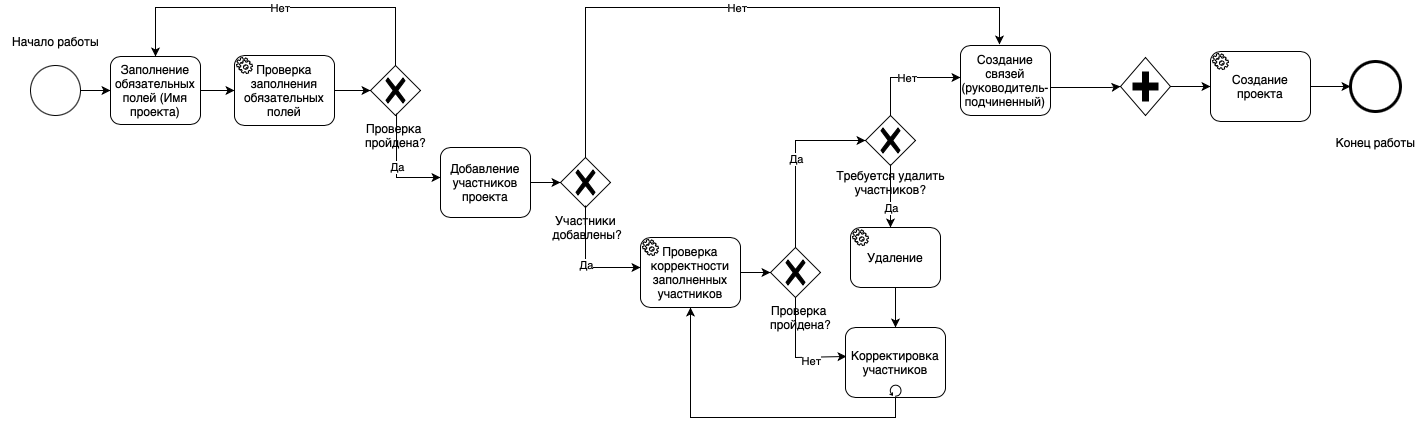 Нет
Нет
Начало работы
Заполнение
обязательных
полей (Имя
проекта)
Проверка
заполнения
обязательных
полей
Проверка
пройдена?
Да
Добавление
участников
проекта
Участники
добавлены?
Да
Проверка
корректности
заполненных
участников
Проверка
пройдена?
Да
Нет
Требуется удалить
участников?
Нет
Да
Удаление
Корректировка
участников
Создание
связей
(руководитель-
подчиненный)
Создание
проекта
Конец работы